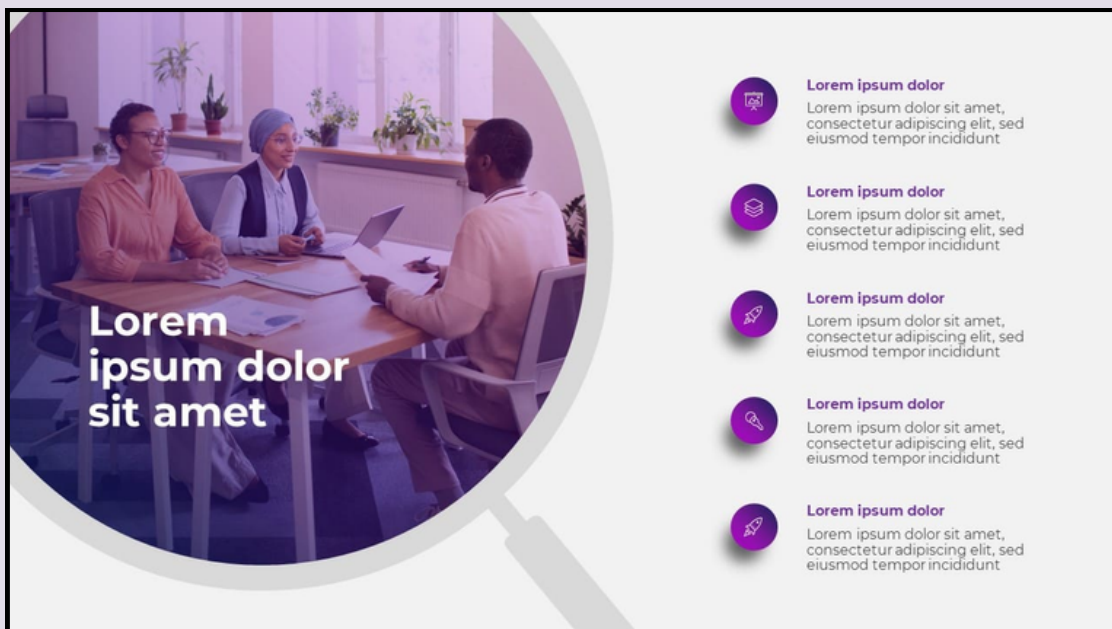 Lorem
ipsum dolor
sit amet
Lorem ipsum dolor
Lorem ipsum dolor sit amet,
consectetur adipiscing elit, sed
eiusmod tempor incididunt
Lorem ipsum dolor
Lorem ipsum dolor sit amet,
consectetur adipiscing elit, sed
eiusmod tempor incididunt
Lorem ipsum dolor
Lorem ipsum dolor sit amet,
consectetur adipiscing elit, sed
eiusmod tempor incididunt
Lorem ipsum dolor
Lorem ipsum dolor sit amet,
consectetur adipiscing elit, sed
eiusmod tempor incididunt
Lorem ipsum dolor
Lorem ipsum dolor sit amet,
consectetur adipiscing elit, sed
eiusmod tempor incididunt